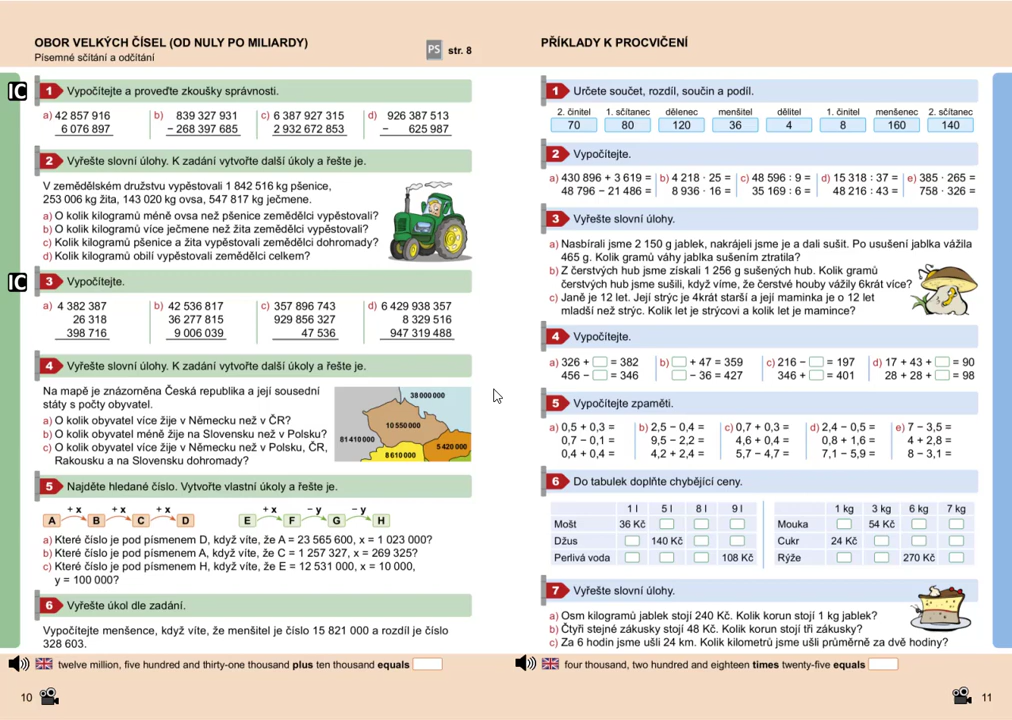 OBOR VELKÝCH ČÍSEL (OD NULY PO MILIARDY)
Písemné sčítání a odčítání
PS str. 8
IC
1 Vypočítejte a proveďte zkoušky správnosti.
a) 42 857 916 b) 839 327 931 c) 6 387 927 315 d) 926 387 513
6 076 897 − 268 397 685 2 932 672 853 − 625 987
2 Vyřešte slovní úlohy. K zadání vytvořte další úkoly a řešte je.
V zemědělském družstvu vypěstovali 1 842 516 kg pšenice,
253 006 kg žita, 143 020 kg ovsa, 547 817 kg ječmene.
a) O kolik kilogramů méně ovsa než pšenice zemědělci vypěstovali?
b) O kolik kilogramů více ječmene než žita zemědělci vypěstovali?
c) Kolik kilogramů pšenice a žita vypěstovali zemědělci dohromady?
d) Kolik kilogramů obilí vypěstovali zemědělci celkem?
IC
3 Vypočítejte.
a) 4 382 387 b) 42 536 817 c) 357 896 743 d) 6 429 938 357
26 318 36 277 815 929 856 327 8 329 516
398 716 9 006 039 47 536 947 319 488
4 Vyřešte slovní úlohy. K zadání vytvořte další úkoly a řešte je.
Na mapě je znázorněna Česká republika a její sousední
státy s počty obyvatel.
a) O kolik obyvatel více žije v Německu než v ČR?
b) O kolik obyvatel méně žije na Slovensku než v Polsku?
c) O kolik obyvatel více žije v Německu než v Polsku, ČR,
Rakousku a na Slovensku dohromady?
38 000 000
10 550 000
81 410 000
5 420 000
8 610 000
5 Najděte hledané číslo. Vytvořte vlastní úkoly a řešte je.
+ x + x + x + x − y − y
A B C D E F G H
a) Které číslo je pod písmenem D, když víte, že A = 23 565 600, x = 1 023 000?
b) Které číslo je pod písmenem A, když víte, že C = 1 257 327, x = 269 325?
c) Které číslo je pod písmenem H, když víte, že E = 12 531 000, x = 10 000,
y = 100 000?
6 Vyřešte úkol dle zadání.
Vypočítejte menšence, když víte, že menšitel je číslo 15 821 000 a rozdíl je číslo
328 603.
twelve million, five hundred and thirty-one thousand plus ten thousand equals
10
PŘÍKLADY K PROCVIČENÍ
1 Určete součet, rozdíl, součin a podíl.
2. činitel 1. sčítanec dělenec menšitel dělitel 1. činitel menšenec 2. sčítanec
70 80 120 36 4 8 160 140
2 Vypočítejte.
a) 430 896 + 3 619 = b) 4 218 · 25 = c) 48 596 : 9 = d) 15 318 : 37 = e) 385 · 265 =
48 796 − 21 486 = 8 936 · 16 = 35 169 : 6 = 48 216 : 43 = 758 · 326 =
3 Vyřešte slovní úlohy.
a) Nasbírali jsme 2 150 g jablek, nakrájeli jsme je a dali sušit. Po usušení jablka vážila
465 g. Kolik gramů váhy jablka sušením ztratila?
b) Z čerstvých hub jsme získali 1 256 g sušených hub. Kolik gramů
čerstvých hub jsme sušili, když víme, že čerstvé houby vážily 6krát více?
c) Janě je 12 let. Její strýc je 4krát starší a její maminka je o 12 let
mladší než strýc. Kolik let je strýcovi a kolik let je mamince?
4 Vypočítejte.
a) 326 + = 382 b) + 47 = 359 c) 216 − = 197 d) 17 + 43 + = 90
456 − = 346 − 36 = 427 346 + = 401 28 + 28 + = 98
5 Vypočítejte zpaměti.
a) 0,5 + 0,3 = b) 2,5 − 0,4 = c) 0,7 + 0,3 = d) 2,4 − 0,5 = e) 7 − 3,5 =
0,7 − 0,1 = 9,5 − 2,2 = 4,6 + 0,4 = 0,8 + 1,6 = 4 + 2,8 =
0,4 + 0,4 = 4,2 + 2,4 = 5,7 − 4,7 = 7,1 − 5,9 = 8 − 3,1 =
6 Do tabulek doplňte chybějící ceny.
1 l 5 l 8 l 9 l 1 kg 3 kg 6 kg 7 kg
Mošt 36 Kč Mouka 54 Kč
Džus 140 Kč Cukr 24 Kč
Perlivá voda 108 Kč Rýže 270 Kč
7 Vyřešte slovní úlohy.
a) Osm kilogramů jablek stojí 240 Kč. Kolik korun stojí 1 kg jablek?
b) Čtyři stejné zákusky stojí 48 Kč. Kolik korun stojí tři zákusky?
c) Za 6 hodin jsme ušli 24 km. Kolik kilometrů jsme ušli průměrně za dvě hodiny?
four thousand, two hundred and eighteen times twenty-five equals
11